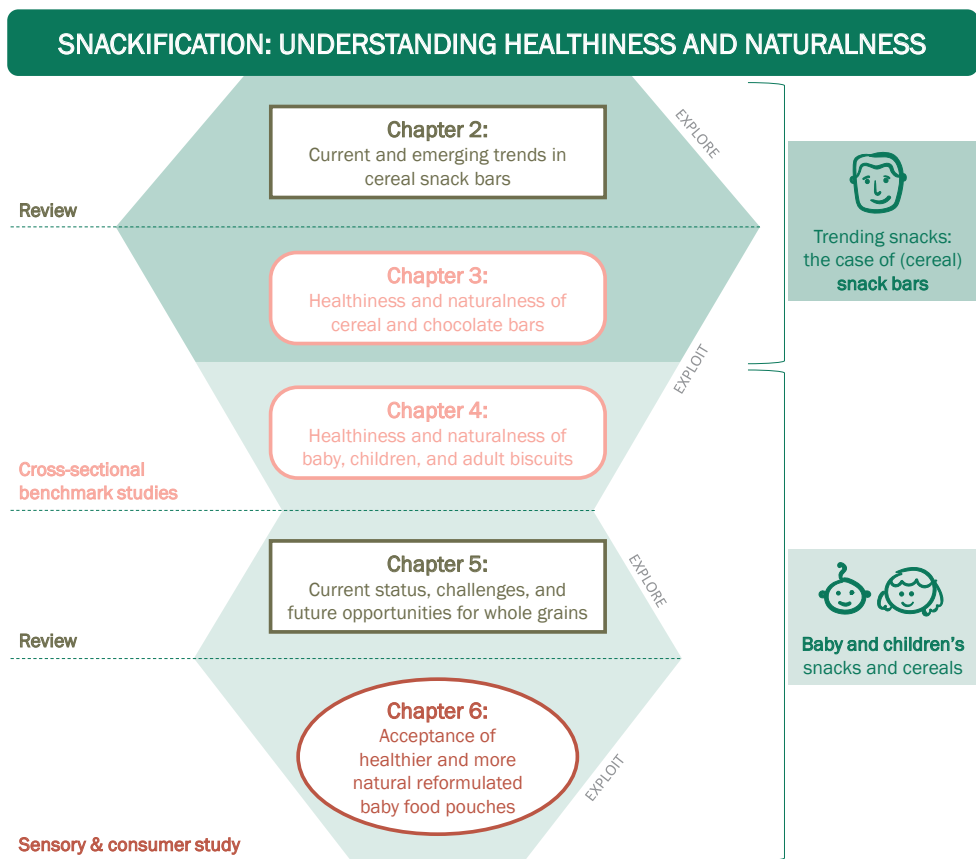 SNACKIFICATION: UNDERSTANDING HEALTHINESS AND NATURALNESS
Chapter 2:
Current and emerging trends in
cereal snack bars
EXPLORE
Review
Trending snacks:
the case of (cereal)
snack bars
Chapter 3:
Healthiness and naturalness of
cereal and chocolate bars
EXPLOIT
Chapter 4:
Healthiness and naturalness of
baby, children, and adult biscuits
Cross-sectional
benchmark studies
Chapter 5:
Current status, challenges, and
future opportunities for whole grains
EXPLORE
Review
Baby and children’s
snacks and cereals
Chapter 6:
Acceptance of
healthier and more
natural reformulated
baby food pouches
EXPLOIT
Sensory & consumer study